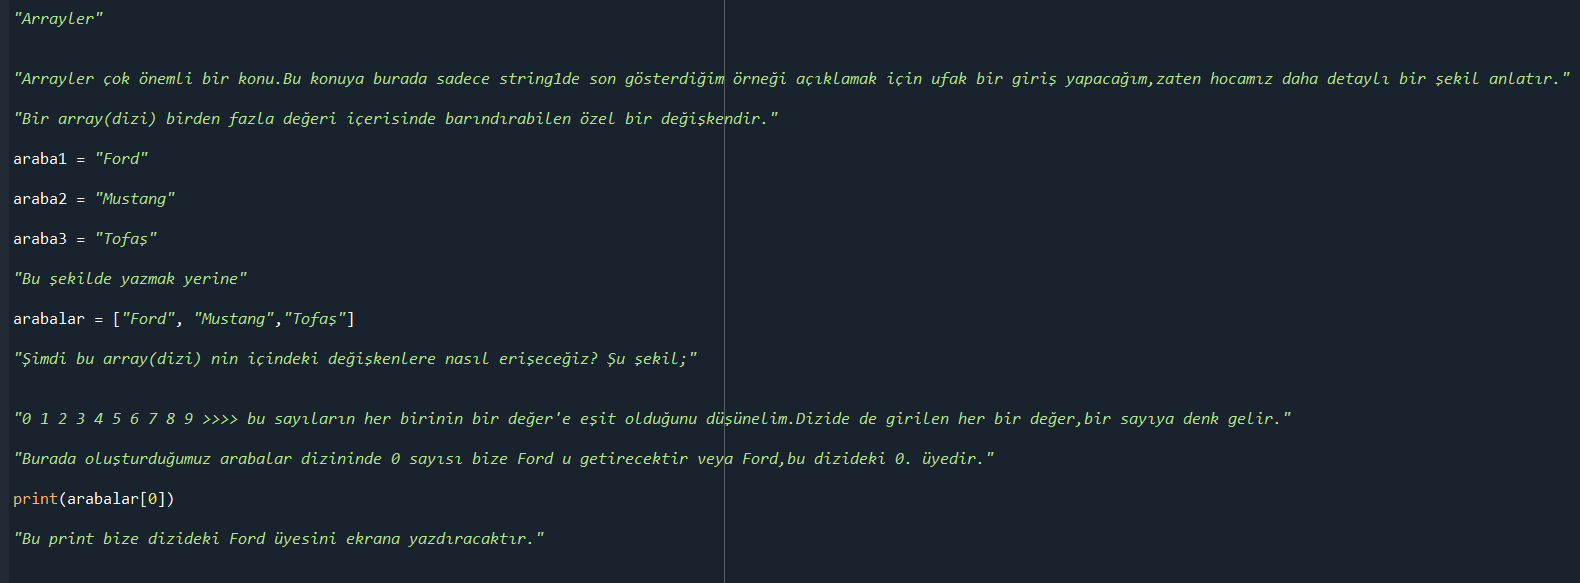 "Arrayler"
"Arrayler çok önemli bir konu.Bu konuya burada sadece string1de son gösterdiğim örneği açıklamak için ufak bir giriş yapacağım,zaten hocamız daha detaylı bir şekil anlatır."
"Bir array(dizi) birden fazla değeri içerisinde barındırabilen özel bir değişkendir."
araba1 = "Ford"
araba2 = "Mustang"
araba3 = "Tofaş"
"Bu şekilde yazmak yerine"
arabalar = ["Ford", "Mustang","Tofaş"]
"Şimdi bu array(dizi) nin içindeki değişkenlere nasıl erişeceğiz? Şu şekil;"
"0 1 2 3 4 5 6 7 8 9 >>>> bu sayıların her birinin bir değer'e eşit olduğunu düşünelim.Dizide de girilen her bir değer,bir sayıya denk gelir."
"Burada oluşturduğumuz arabalar dizininde 0 sayısı bize Ford u getirecektir veya Ford,bu dizideki 0. üyedir."
print(arabalar[0])
"Bu print bize dizideki Ford üyesini ekrana yazdıracaktır."